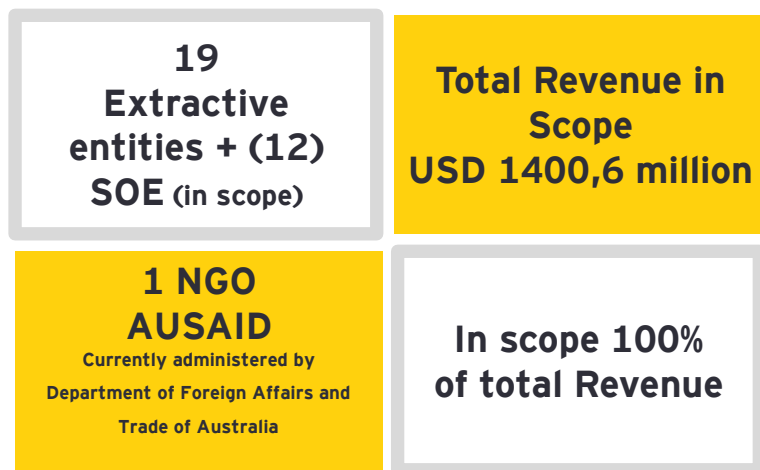 19
Extractive
entities + (12)
SOE (in scope)
Total Revenue in
Scope
USD 1400,6 million
1 NGO
AUSAID
Currently administered by
Department of Foreign Affairs and
Trade of Australia
In scope 100%
of total Revenue